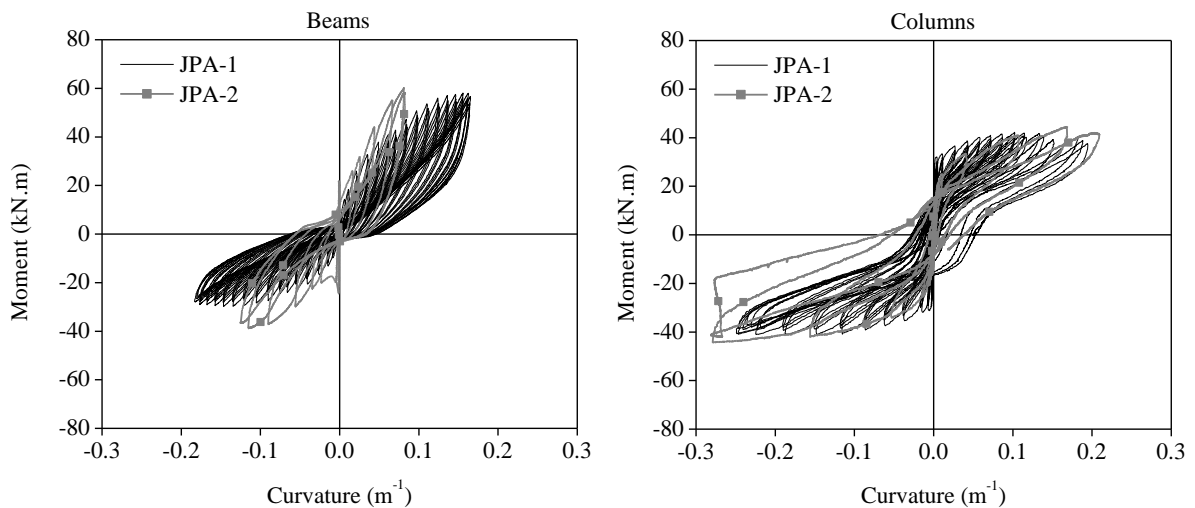 Beams
80
60
40
20
0
-20
-40
-60
-80
Moment (kN.m)
JPA-1
JPA-2
-0.3 -0.2 -0.1 0.0 0.1 0.2 0.3
Curvature (m⁻¹)
Columns
80
60
40
20
0
-20
-40
-60
-80
Moment (kN.m)
JPA-1
JPA-2
-0.3 -0.2 -0.1 0.0 0.1 0.2 0.3
Curvature (m⁻¹)